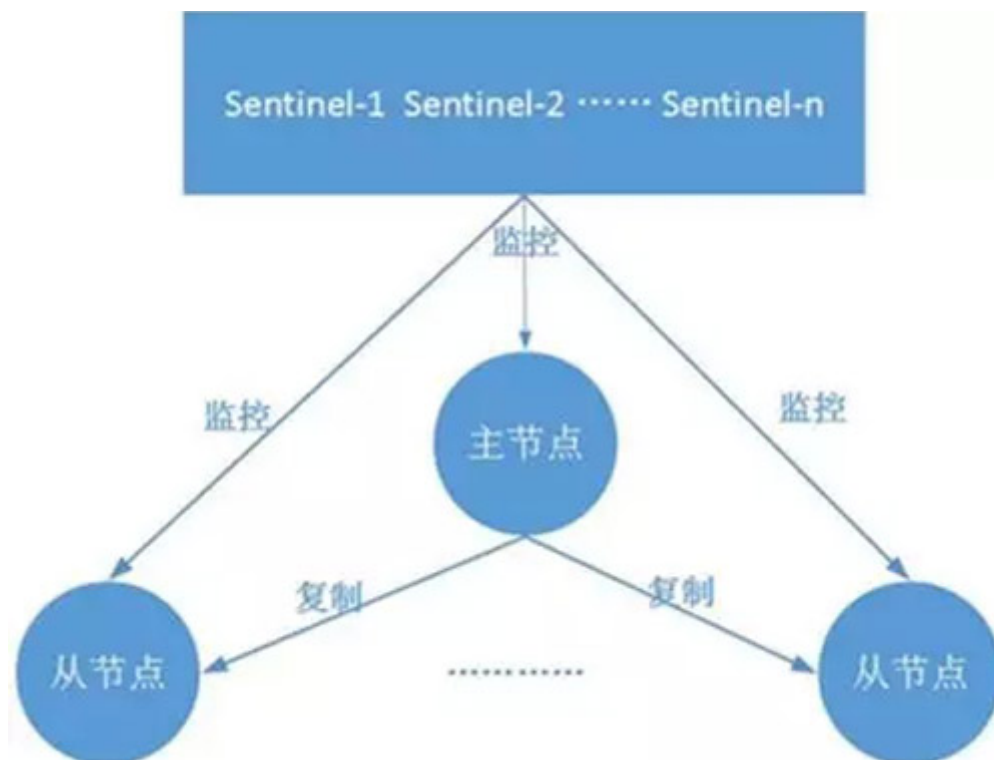 Sentinel-1 Sentinel-2 …… Sentinel-n
监控
监控
监控
主节点
复制
复制
从节点
…………
从节点